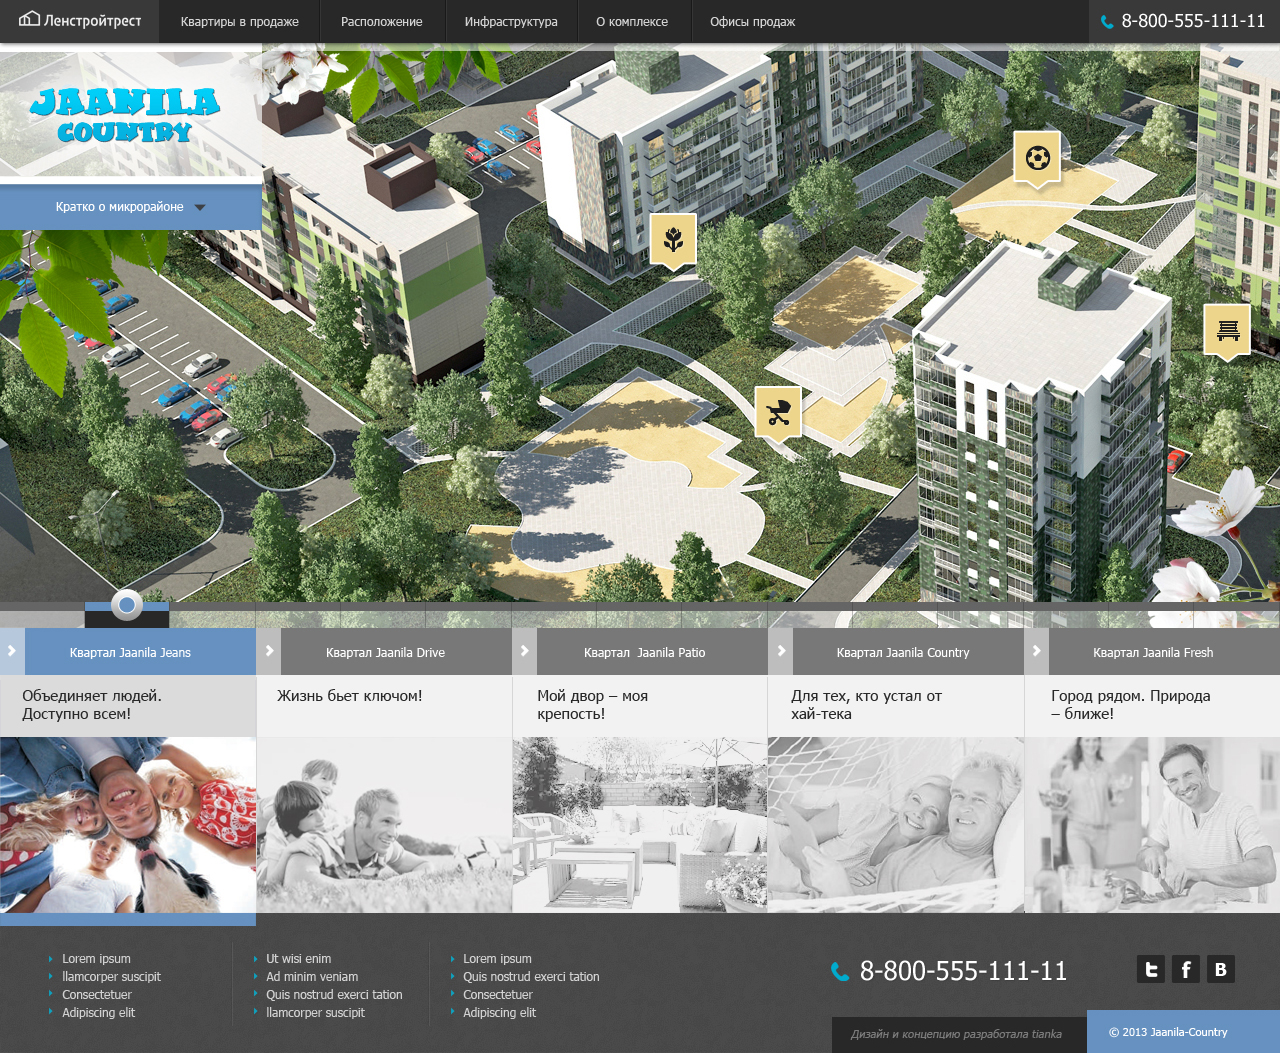 Ленстройтрест
Квартиры в продаже
Расположение
Инфраструктура
О комплексе
Офисы продаж
8-800-555-111-11
JAANILA
COUNTRY
Кратко о микрорайоне
Квартал Jaanila Jeans
Квартал Jaanila Drive
Квартал Jaanila Patio
Квартал Jaanila Country
Квартал Jaanila Fresh
Объединяет людей.
Доступно всем!
Жизнь бьет ключом!
Мой двор – моя
крепость!
Для тех, кто устал от
хай-тека
Город рядом. Природа
– ближе!
Lorem ipsum
llamcorper suscipit
Consectetuer
Adipiscing elit
Ut wisi enim
Ad minim veniam
Quis nostrud exerci tation
llamcorper suscipit
Lorem ipsum
Quis nostrud exerci tation
Consectetuer
Adipiscing elit
8-800-555-111-11
Дизайн и концепцию разработала tianka
© 2013 Jaanila-Country